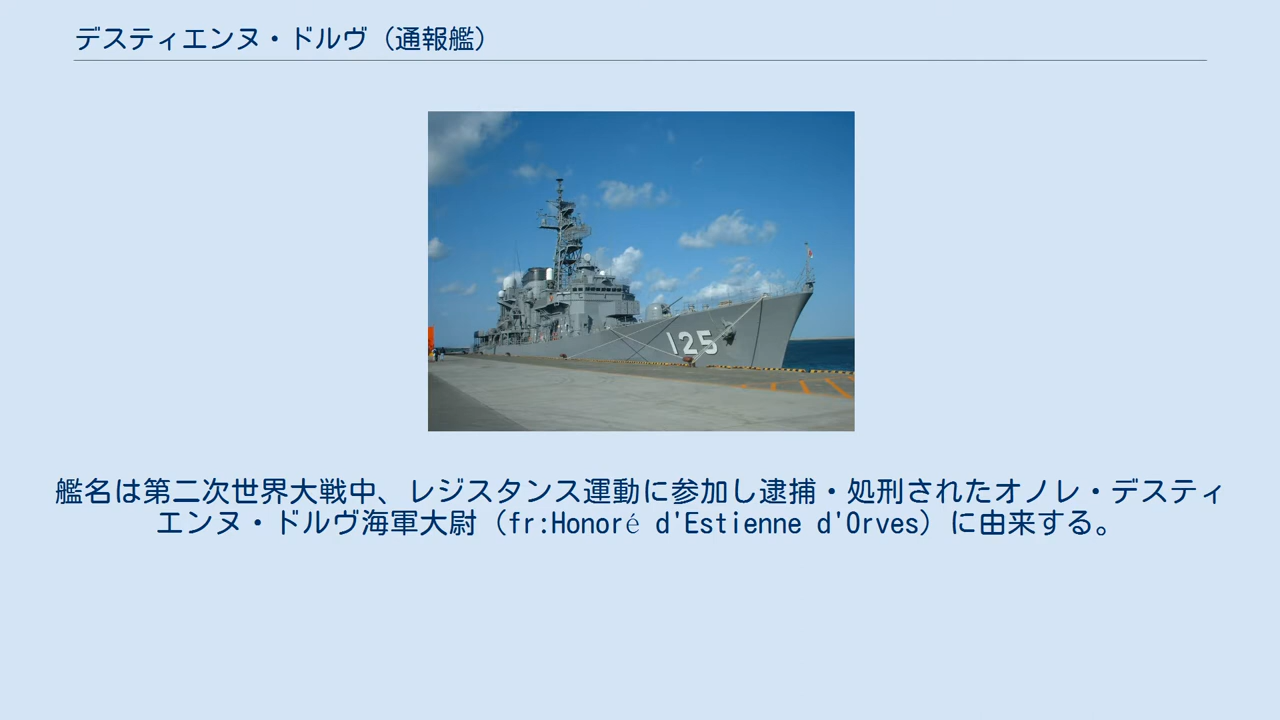 デスティエンヌ・ドルヴ（通報艦）
125
艦名は第二次世界大戦中、レジスタンス運動に参加し逮捕・処刑されたオノレ・デスティ
エンヌ・ドルヴ海軍大尉（fr:Honoré d'Estienne d'Orves）に由来する。